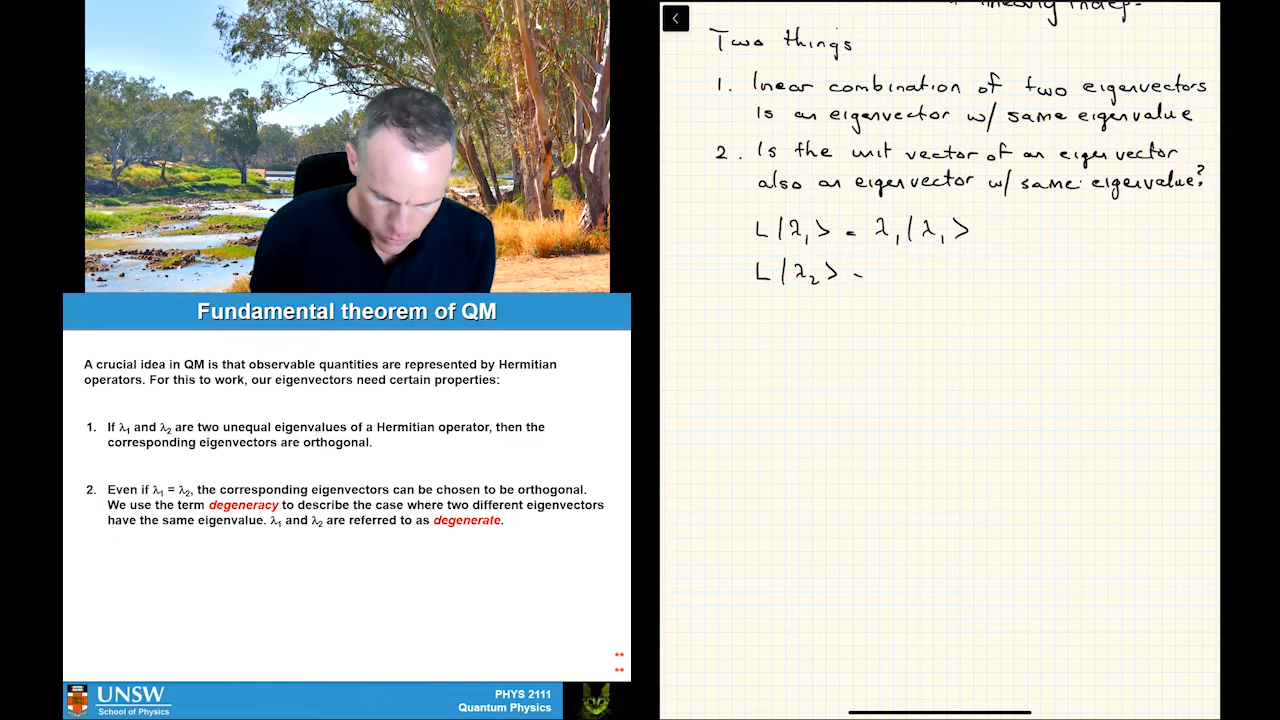 Fundamental theorem of QM
A crucial idea in QM is that observable quantities are represented by Hermitian
operators. For this to work, our eigenvectors need certain properties:
1. If λ1 and λ2 are two unequal eigenvalues of a Hermitian operator, then the
corresponding eigenvectors are orthogonal.
2. Even if λ1 = λ2, the corresponding eigenvectors can be chosen to be orthogonal.
We use the term degeneracy to describe the case where two different eigenvectors
have the same eigenvalue. λ1 and λ2 are referred to as degenerate.
**
**
UNSW
School of Physics
PHYS 2111
Quantum Physics
linearly indep.
Two things
1. linear combination of two eigenvectors
is an eigenvector w/ same eigenvalue
2. Is the unit vector of an eigenvector
also an eigenvector w/ same eigenvalue?
L|λ1> = λ1|λ1>
L|λ2> =